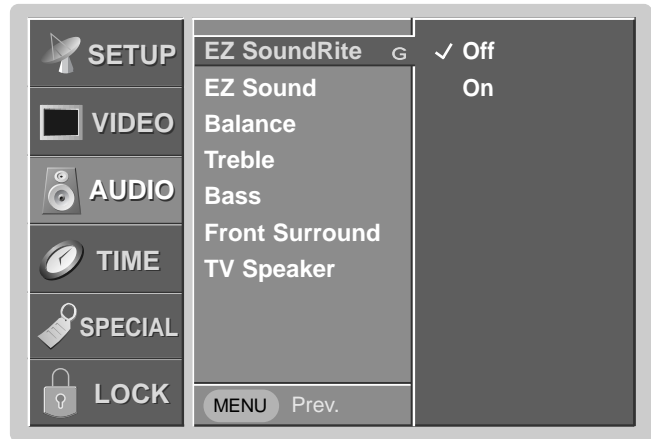 SETUP
VIDEO
AUDIO
TIME
SPECIAL
LOCK
EZ SoundRite G
EZ Sound
Balance
Treble
Bass
Front Surround
TV Speaker
MENU Prev.
✓ Off
On